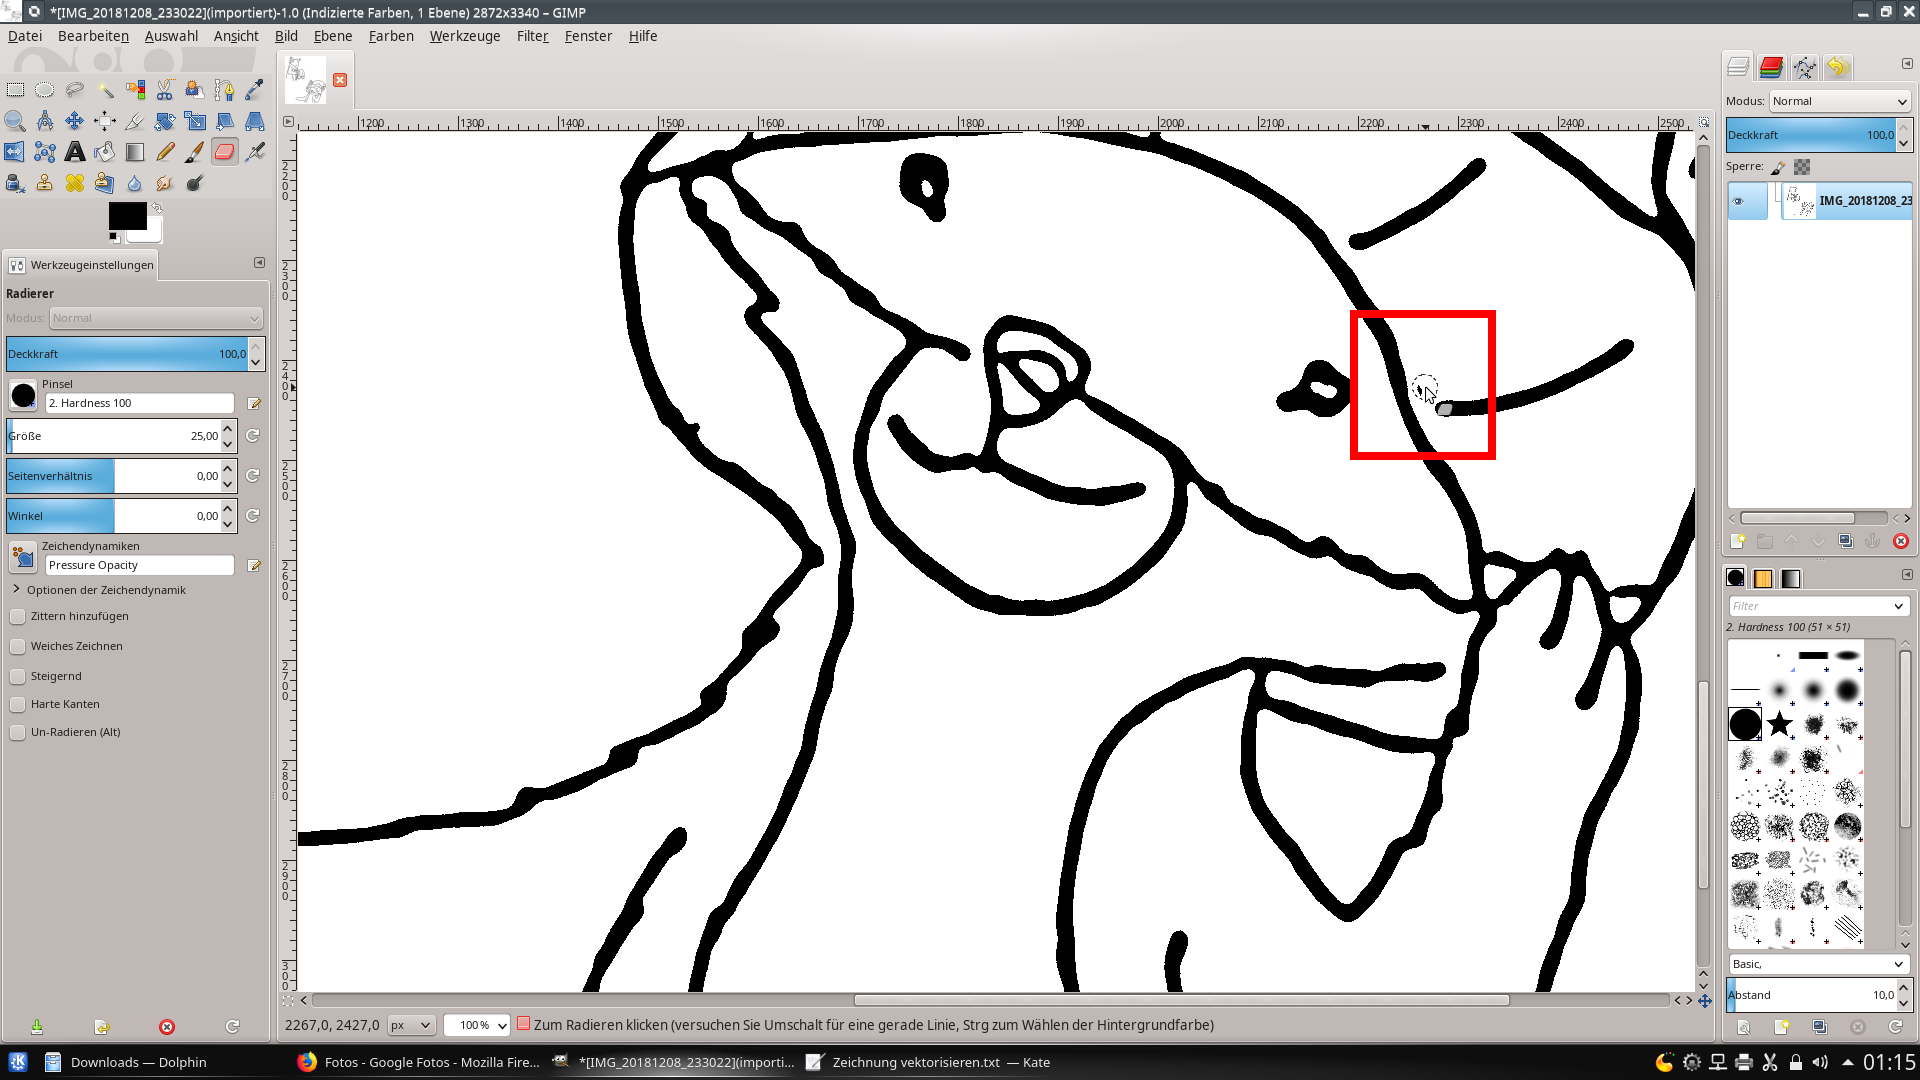 *[IMG_20181208_233022](importiert)-1.0 (Indizierte Farben, 1 Ebene) 2872x3340 – GIMP
Datei Bearbeiten Auswahl Ansicht Bild Ebene Farben Werkzeuge Filter Fenster Hilfe
1200 1300 1400 1500 1600 1700 1800 1900 2000 2100 2200 2300 2400 2500
2200
2300
2400
2500
2600
2700
2800
2900
300
Werkzeugeinstellungen
Radierer
Modus: Normal
Deckkraft 100,0
Pinsel
2. Hardness 100
Größe 25,00
Seitenverhältnis 0,00
Winkel 0,00
Zeichendynamiken
Pressure Opacity
Optionen der Zeichendynamik
Zittern hinzufügen
Weiches Zeichnen
Steigernd
Harte Kanten
Un-Radieren (Alt)
Modus: Normal
Deckkraft 100,0
Sperre:
IMG_20181208_23
Filter
2. Hardness 100 (51 × 51)
Basic,
Abstand 10,0
2267,0, 2427,0 px 100 % Zum Radieren klicken (versuchen Sie Umschalt für eine gerade Linie, Strg zum Wählen der Hintergrundfarbe)
Downloads — Dolphin Fotos - Google Fotos - Mozilla Fire... *[IMG_20181208_233022](importi... Zeichnung vektorisieren.txt — Kate 01:15